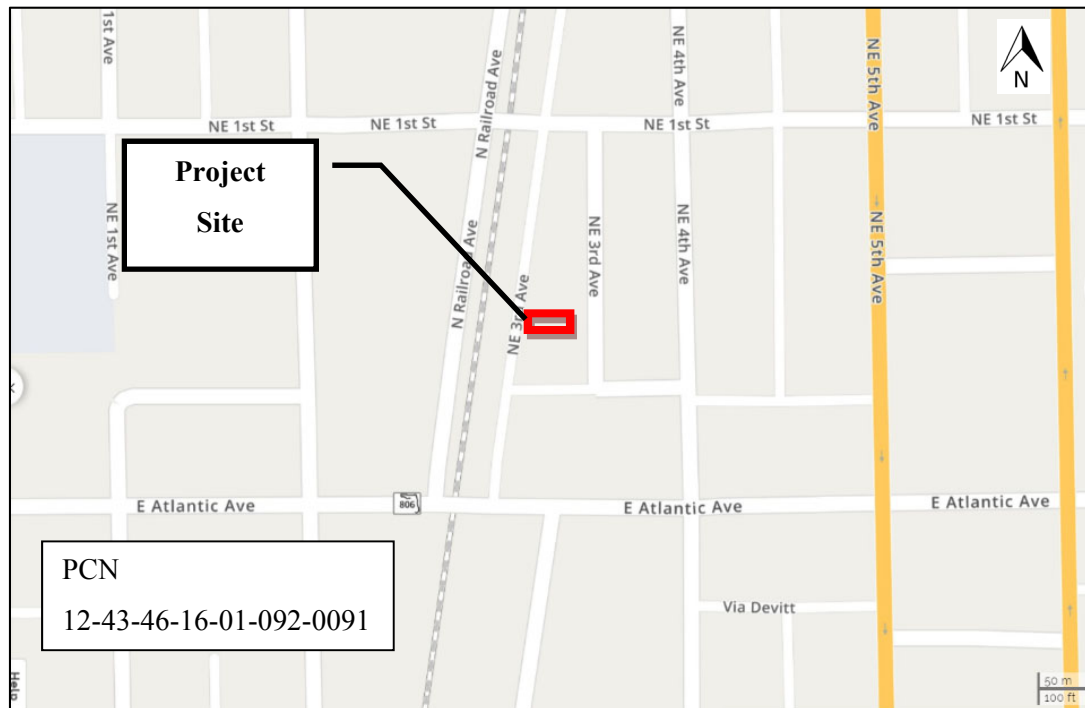 1st Ave
NE 4th Ave
NE 5th Ave
N Railroad Ave
N
NE 1st St
NE 1st St
NE 1st St
NE 1st St
Project
Site
NE 1st Ave
N Railroad Ave
NE 3rd Ave
NE 3rd Ave
NE 4th Ave
NE 5th Ave
E Atlantic Ave
806
E Atlantic Ave
E Atlantic Ave
PCN
12-43-46-16-01-092-0091
Via Devitt
Help
50 m
100 ft